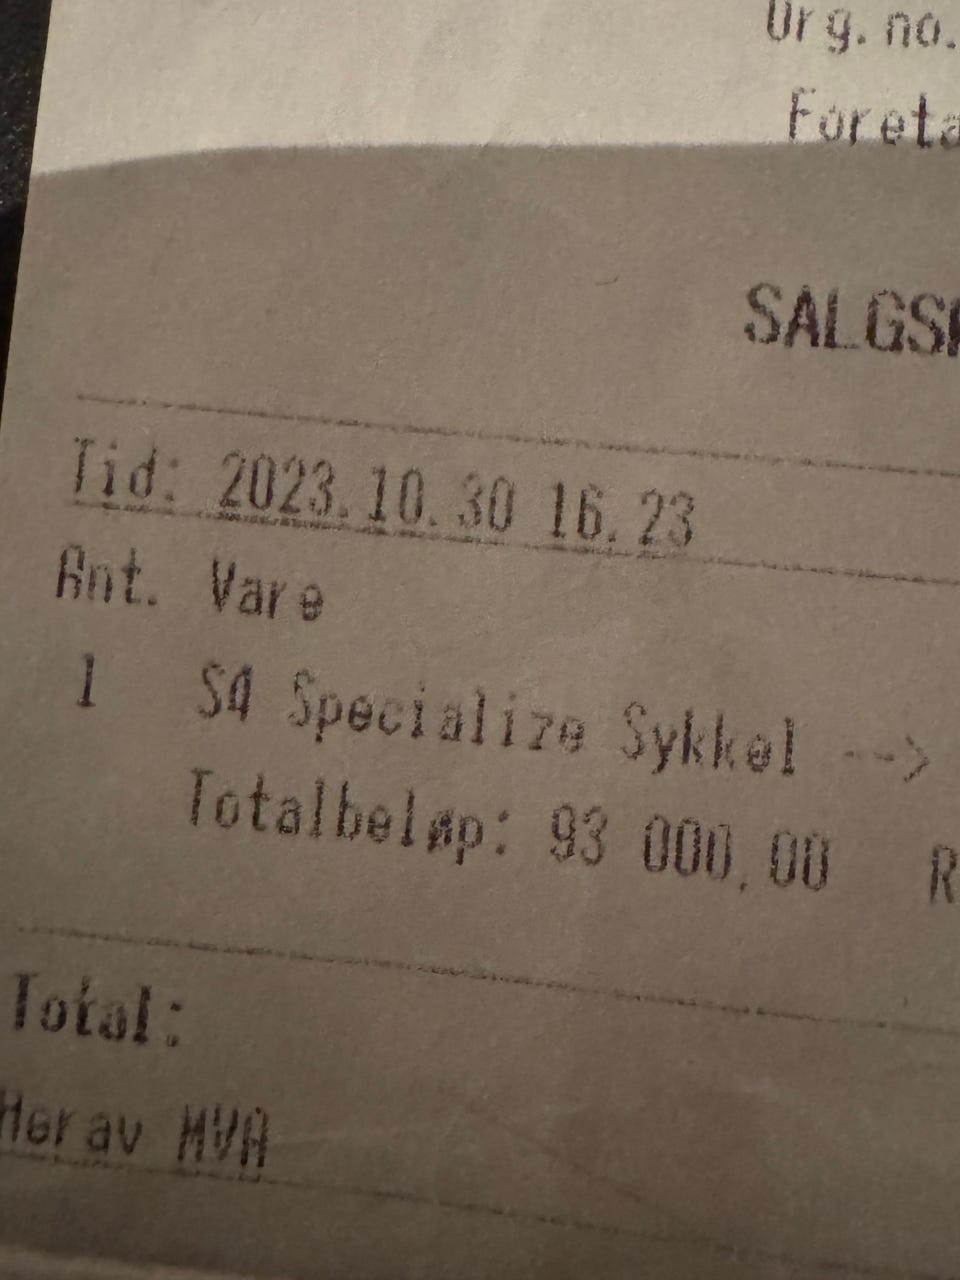 Org.no.
Foreta
SALGS
Tid: 2023.10.30 16.23
Ant. Vare
1 S4 Specialize Sykkel -->
Totalbeløp: 93 000,00 R
Total:
Herav MVA